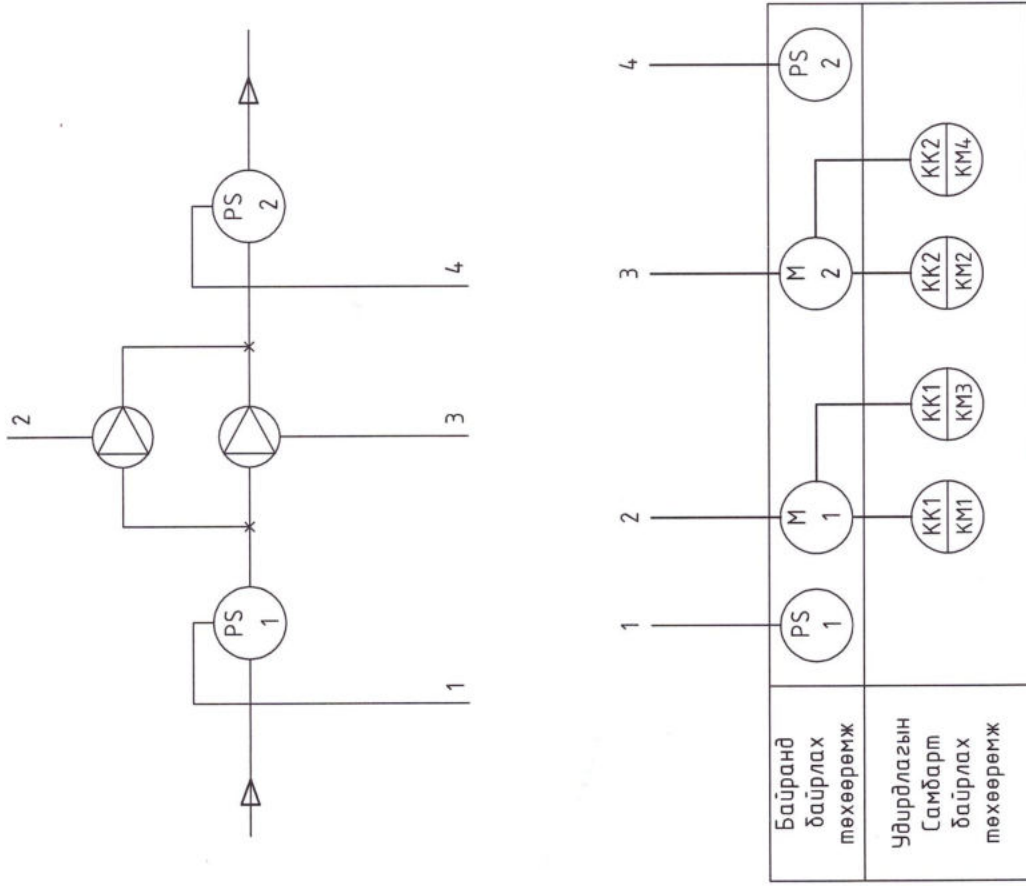 2
PS
1
PS
2
1
3
4
1
2
3
4
Байранд
байрлах
төхөөрөмж
PS
1
M
1
M
2
PS
2
Удирдлагын
Самбарт
байрлах
төхөөрөмж
KK1
KM1
KK1
KM3
KK2
KM2
KK2
KM4